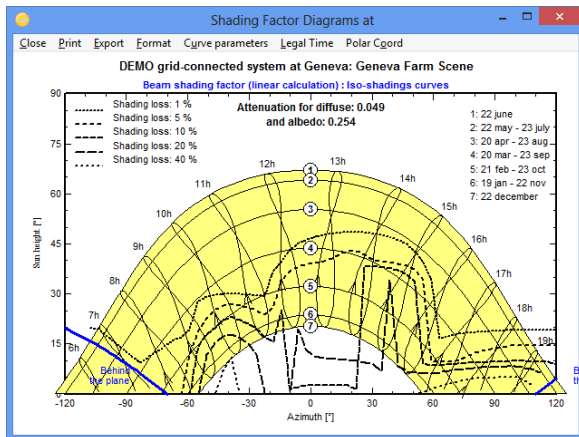 Shading Factor Diagrams at
Close Print Export Format Curve parameters Legal Time Polar Coord
DEMO grid-connected system at Geneva: Geneva Farm Scene
Beam shading factor (linear calculation) : Iso-shadings curves
Attenuation for diffuse: 0.049
and albedo: 0.254
Shading loss: 1 %
Shading loss: 5 %
Shading loss: 10 %
Shading loss: 20 %
Shading loss: 40 %
1: 22 june
2: 22 may - 23 july
3: 20 apr - 23 aug
4: 20 mar - 23 sep
5: 21 feb - 23 oct
6: 19 jan - 22 nov
7: 22 december
90
75
60
45
30
15
0
Sun height [°]
6h
7h
8h
9h
10h
11h
12h
13h
14h
15h
16h
17h
18h
19h
1
2
3
4
5
6
7
Behind
the plane
B
th
-120 -90 -60 -30 0 30 60 90 120
Azimuth [°]